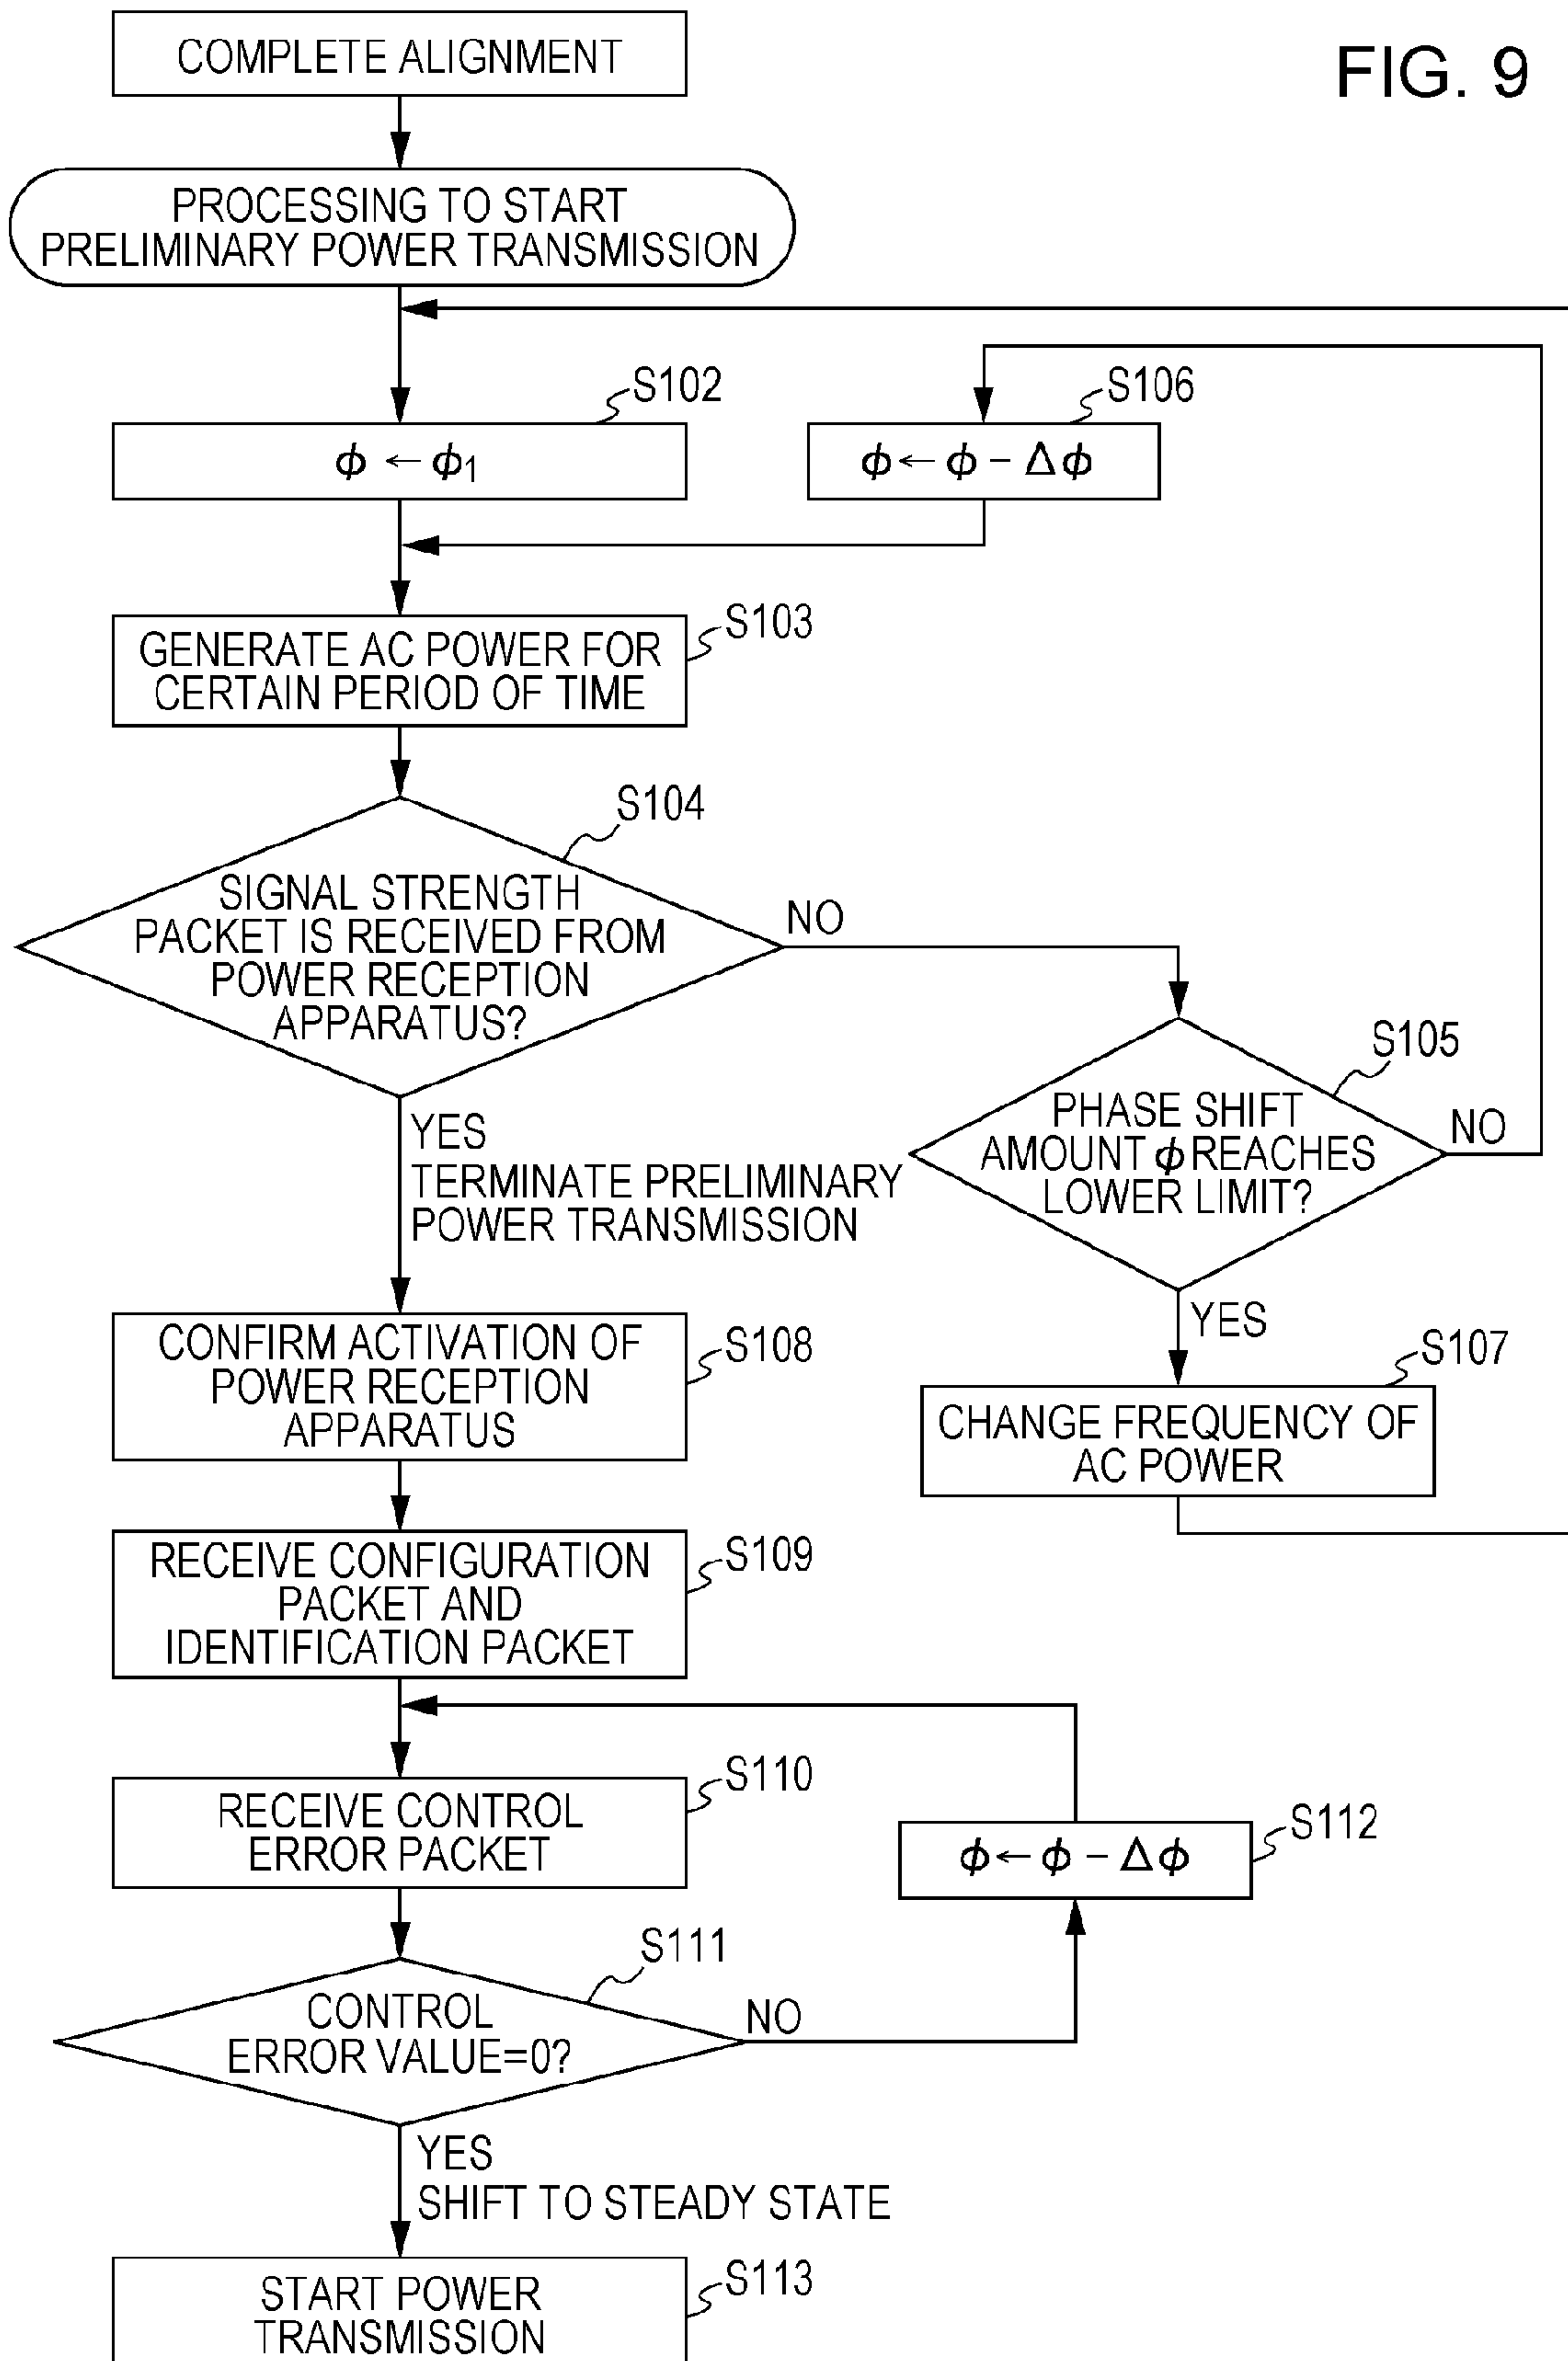 FIG. 9
COMPLETE ALIGNMENT
PROCESSING TO START
PRELIMINARY POWER TRANSMISSION
S102
ϕ ← ϕ1
S106
ϕ ← ϕ - Δϕ
S103
GENERATE AC POWER FOR
CERTAIN PERIOD OF TIME
S104
SIGNAL STRENGTH
PACKET IS RECEIVED FROM
POWER RECEPTION
APPARATUS?
NO
YES
TERMINATE PRELIMINARY
POWER TRANSMISSION
S105
PHASE SHIFT
AMOUNT ϕ REACHES
LOWER LIMIT?
NO
YES
S107
CHANGE FREQUENCY OF
AC POWER
S108
CONFIRM ACTIVATION OF
POWER RECEPTION
APPARATUS
S109
RECEIVE CONFIGURATION
PACKET AND
IDENTIFICATION PACKET
S110
RECEIVE CONTROL
ERROR PACKET
S112
ϕ ← ϕ - Δϕ
S111
CONTROL
ERROR VALUE=0?
NO
YES
SHIFT TO STEADY STATE
S113
START POWER
TRANSMISSION